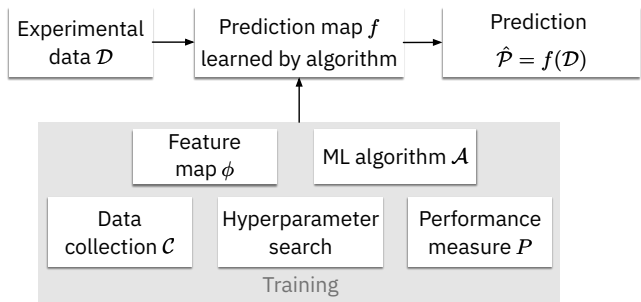 Experimental
data 𝒟
Prediction map f
learned by algorithm
Prediction
𝒫̂ = f(𝒟)
Feature
map ϕ
ML algorithm 𝒜
Data
collection 𝒞
Hyperparameter
search
Performance
measure P
Training